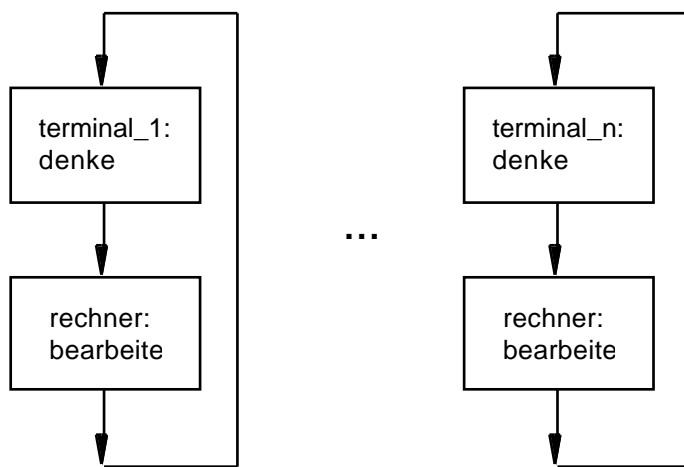 terminal_1:
denke
rechner:
bearbeite
...
terminal_n:
denke
rechner:
bearbeite